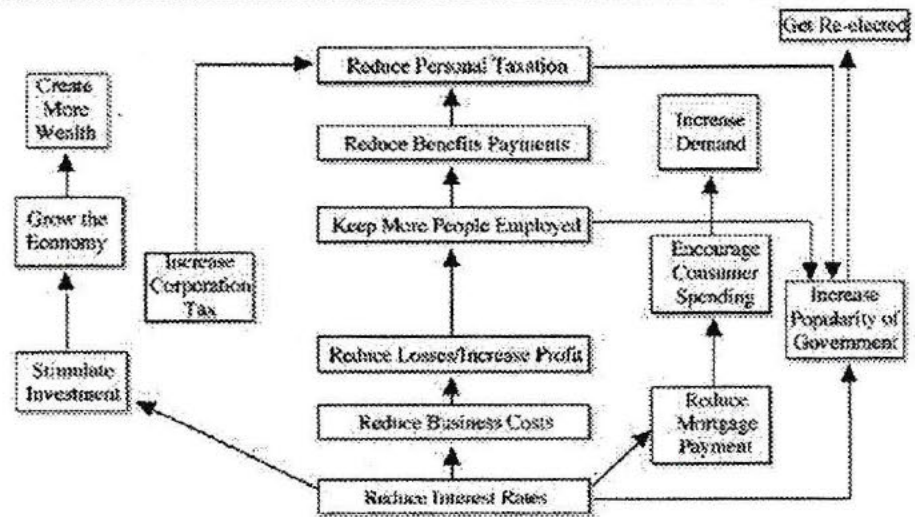 Get Re-elected
Reduce Personal Taxation
Create
More
Wealth
Reduce Benefits Payments
Increase
Demand
Grow the
Economy
Keep More People Employed
Increase
Corporation
Tax
Encourage
Consumer
Spending
Increase
Popularity of
Government
Reduce Losses/Increase Profit
Stimulate
Investment
Reduce Business Costs
Reduce
Mortgage
Payment
Reduce Interest Rates